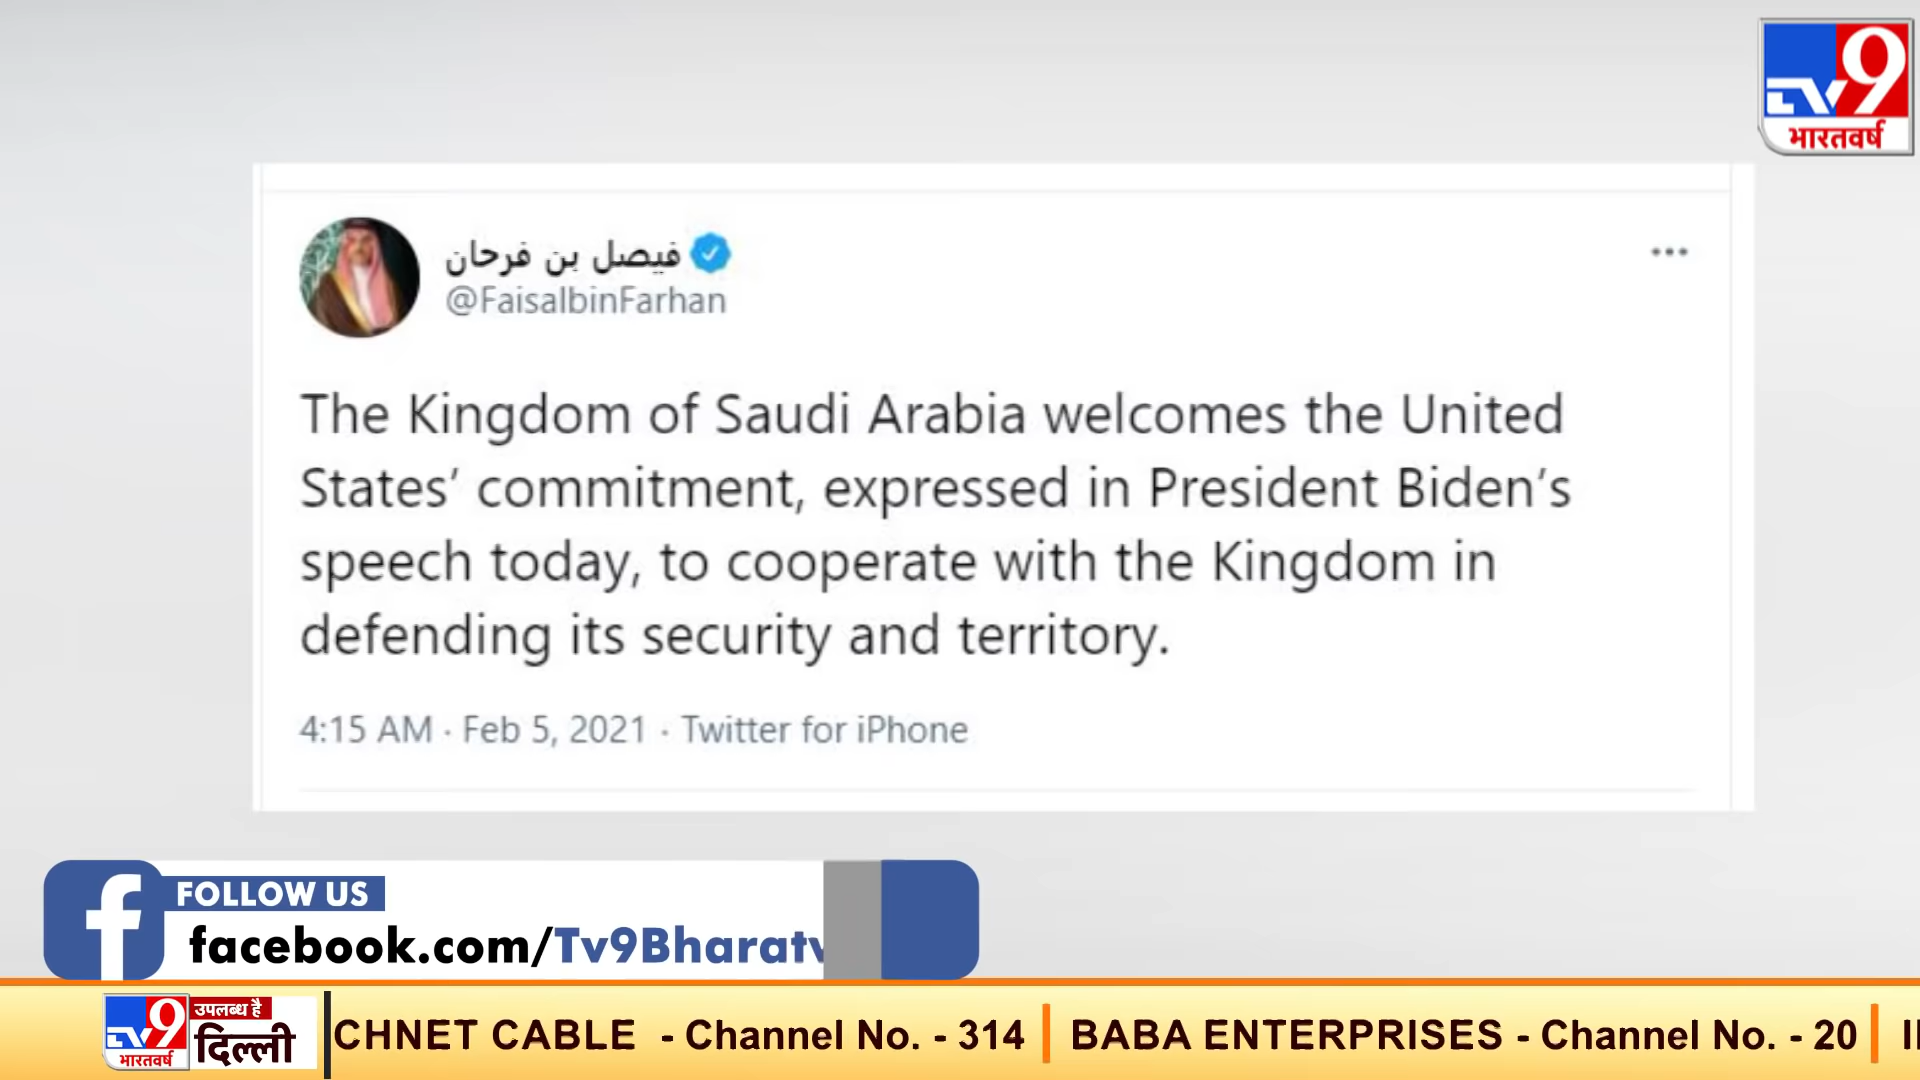 TV9
भारतवर्ष
فيصل بن فرحان
@FaisalbinFarhan
The Kingdom of Saudi Arabia welcomes the United
States’ commitment, expressed in President Biden’s
speech today, to cooperate with the Kingdom in
defending its security and territory.
4:15 AM · Feb 5, 2021 · Twitter for iPhone
FOLLOW US
facebook.com/Tv9Bharatv
TV9
भारतवर्ष
उपलब्ध है
दिल्ली
CHNET CABLE - Channel No. - 314 | BABA ENTERPRISES - Channel No. - 20 |